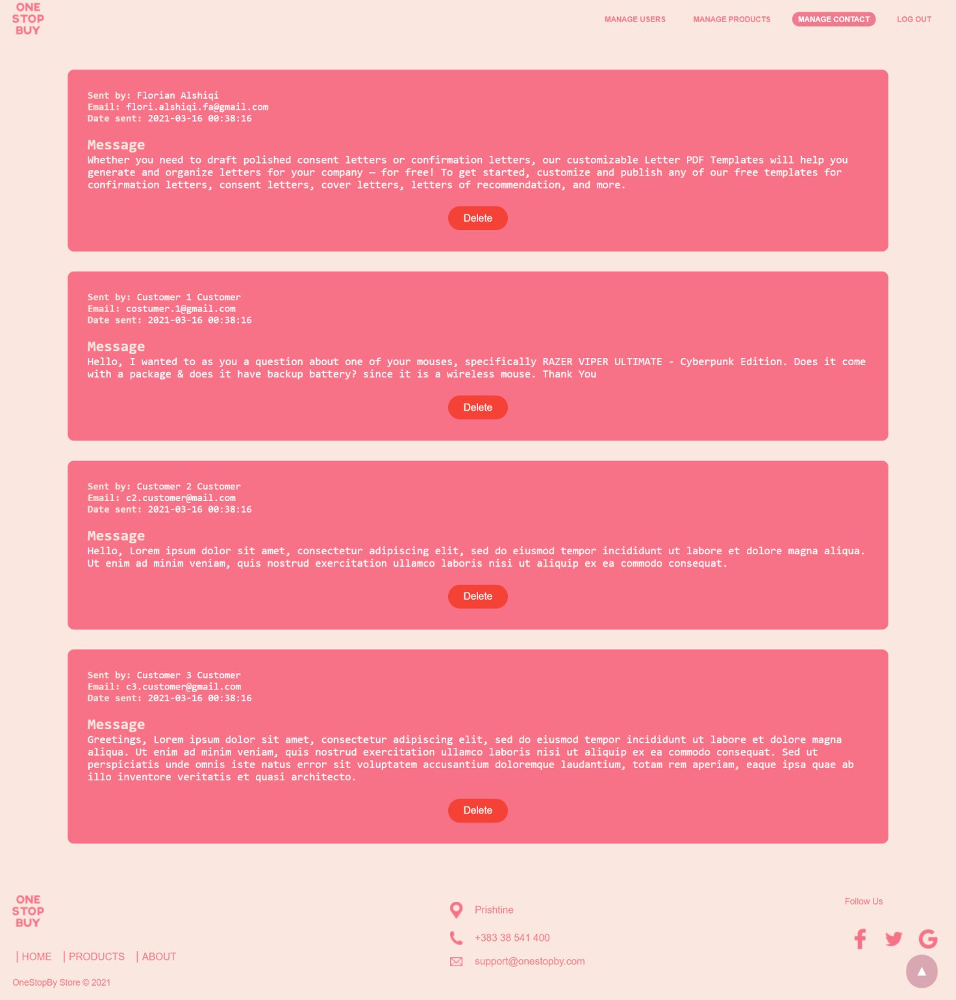 ONE
STOP
BUY
MANAGE USERS
MANAGE PRODUCTS
MANAGE CONTACT
LOG OUT
Sent by: Florian Alshiqi
Email: flori.alshiqi.fa@gmail.com
Date sent: 2021-03-16 00:38:16
Message
Whether you need to draft polished consent letters or confirmation letters, our customizable Letter PDF Templates will help you
generate and organize letters for your company — for free! To get started, customize and publish any of our free templates for
confirmation letters, consent letters, cover letters, letters of recommendation, and more.
Delete
Sent by: Customer 1 Customer
Email: costumer.1@gmail.com
Date sent: 2021-03-16 00:38:16
Message
Hello, I wanted to as you a question about one of your mouses, specifically RAZER VIPER ULTIMATE - Cyberpunk Edition. Does it come
with a package & does it have backup battery? since it is a wireless mouse. Thank You
Delete
Sent by: Customer 2 Customer
Email: c2.customer@mail.com
Date sent: 2021-03-16 00:38:16
Message
Hello, Lorem ipsum dolor sit amet, consectetur adipiscing elit, sed do eiusmod tempor incididunt ut labore et dolore magna aliqua.
Ut enim ad minim veniam, quis nostrud exercitation ullamco laboris nisi ut aliquip ex ea commodo consequat.
Delete
Sent by: Customer 3 Customer
Email: c3.customer@gmail.com
Date sent: 2021-03-16 00:38:16
Message
Greetings, Lorem ipsum dolor sit amet, consectetur adipiscing elit, sed do eiusmod tempor incididunt ut labore et dolore magna
aliqua. Ut enim ad minim veniam, quis nostrud exercitation ullamco laboris nisi ut aliquip ex ea commodo consequat. Sed ut
perspiciatis unde omnis iste natus error sit voluptatem accusantium doloremque laudantium, totam rem aperiam, eaque ipsa quae ab
illo inventore veritatis et quasi architecto.
Delete
ONE
STOP
BUY
HOME
PRODUCTS
ABOUT
OneStopBy Store © 2021
Prishtine
+383 38 541 400
support@onestopby.com
Follow Us